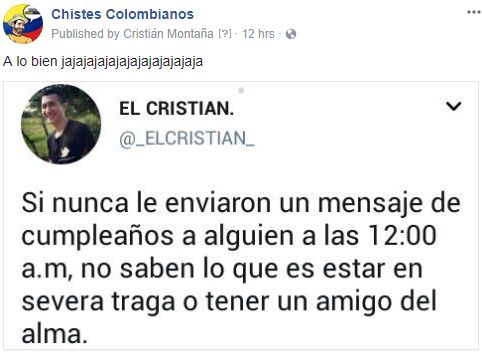 Chistes Colombianos
Published by Cristián Montaña [?] · 12 hrs ·
A lo bien jajajajajajajajajajajajaja
EL CRISTIAN.
@_ELCRISTIAN_
Si nunca le enviaron un mensaje de
cumpleaños a alguien a las 12:00
a.m, no saben lo que es estar en
severa traga o tener un amigo del
alma.